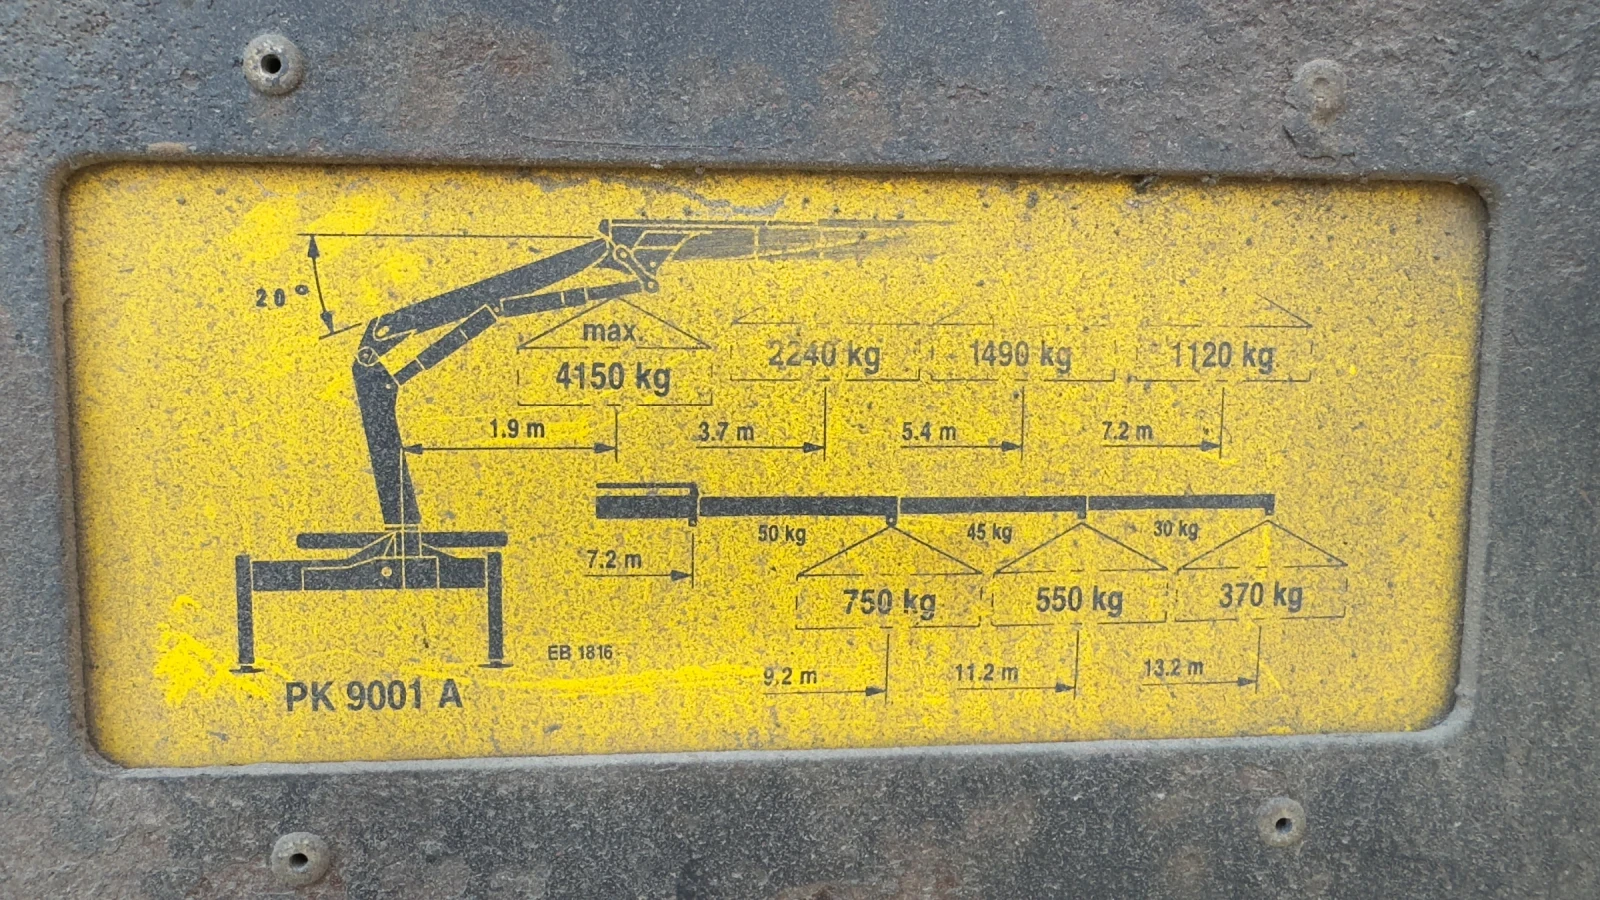 20°
max.
4150 kg
2240 kg
1490 kg
1120 kg
1.9 m
3.7 m
5.4 m
7.2 m
50 kg
45 kg
30 kg
7.2 m
750 kg
550 kg
370 kg
EB 1816
9.2 m
11.2 m
13.2 m
PK 9001 A